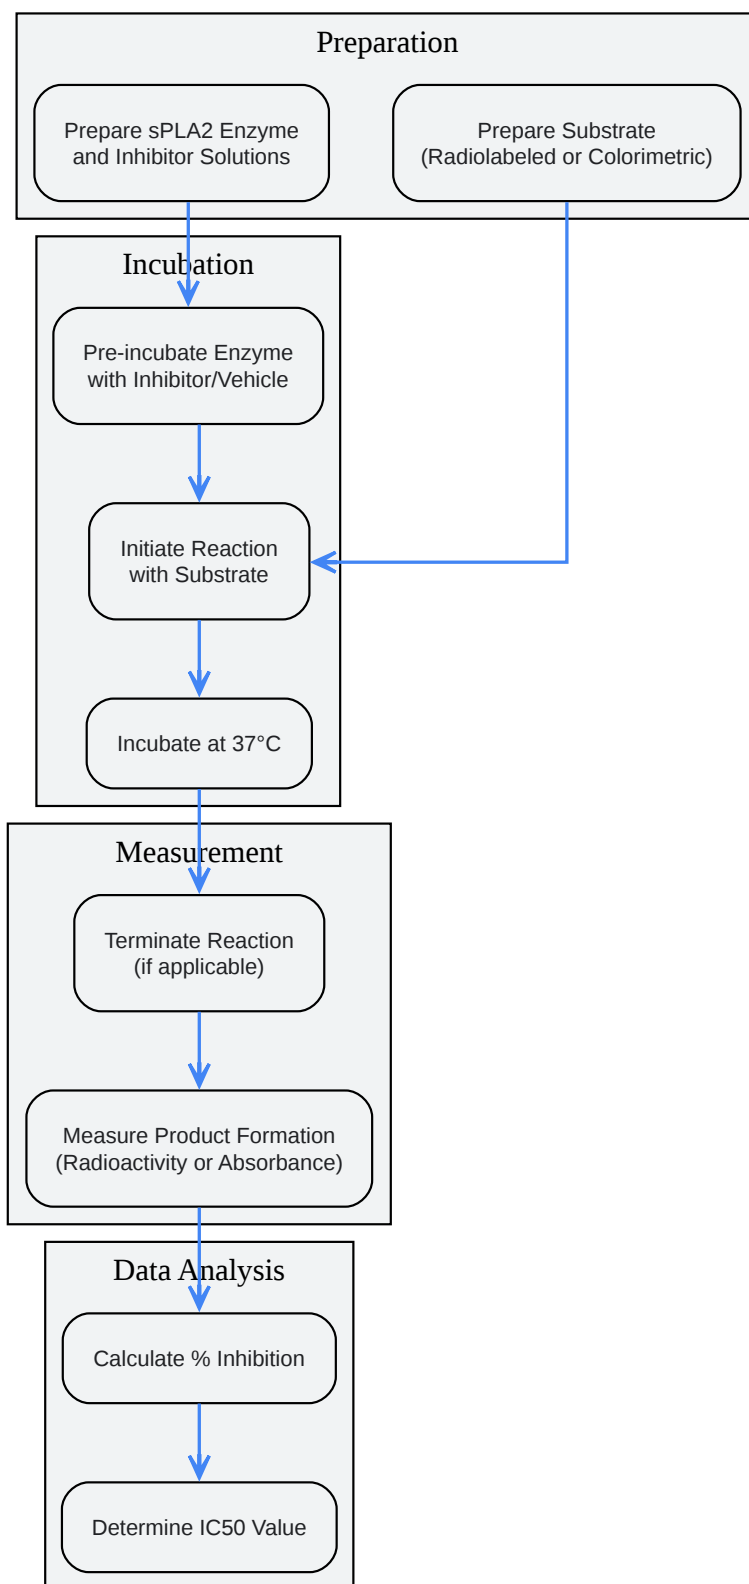 Preparation
Prepare sPLA2 Enzyme
and Inhibitor Solutions
Prepare Substrate
(Radiolabeled or Colorimetric)
Incubation
Pre-incubate Enzyme
with Inhibitor/Vehicle
Initiate Reaction
with Substrate
Incubate at 37°C
Measurement
Terminate Reaction
(if applicable)
Measure Product Formation
(Radioactivity or Absorbance)
Data Analysis
Calculate % Inhibition
Determine IC50 Value